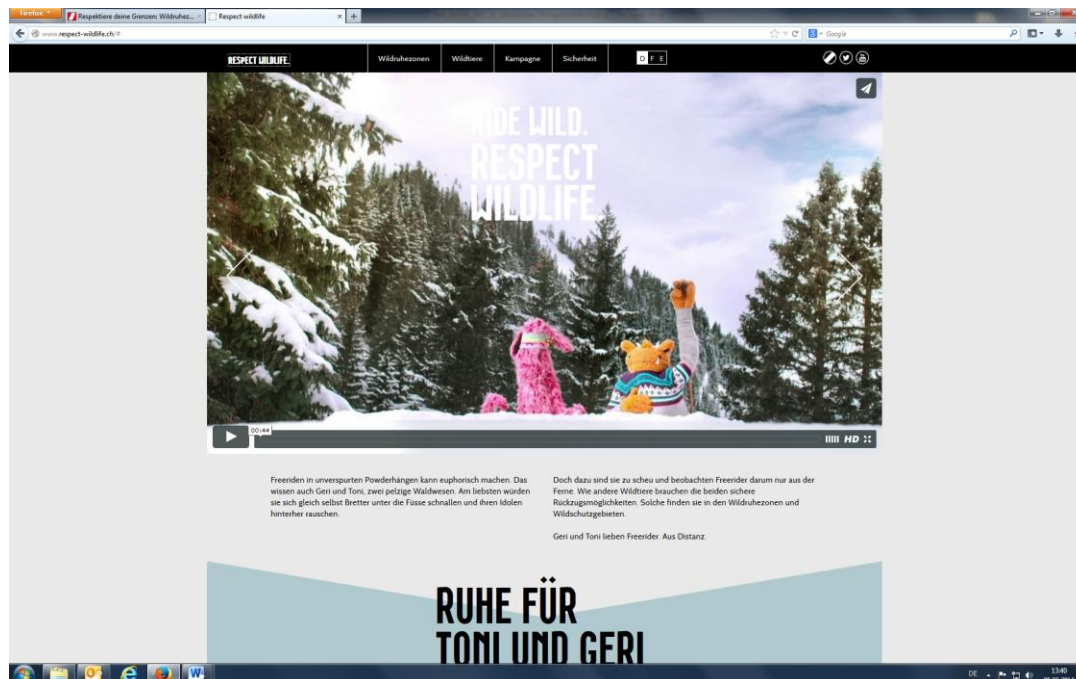 Firefox
Respektiere deine Grenzen: Wildruhez...
Respect wildlife
www.respect-wildlife.ch/#
Google
RESPECT WILDLIFE.
Wildruhezonen
Wildtiere
Kampagne
Sicherheit
D F E
RIDE WILD.
RESPECT
WILDLIFE.
00:44
HD
Freeriden in unverspurten Powderhängen kann euphorisch machen. Das
wissen auch Geri und Toni, zwei pelzige Waldwesen. Am liebsten würden
sie sich gleich selbst Bretter unter die Füsse schnallen und ihren Idolen
hinterher rauschen.
Doch dazu sind sie zu scheu und beobachten Freerider darum nur aus der
Ferne. Wie andere Wildtiere brauchen die beiden sichere
Rückzugsmöglichkeiten. Solche finden sie in den Wildruhezonen und
Wildschutzgebieten.
Geri und Toni lieben Freerider. Aus Distanz.
RUHE FÜR
TONI UND GERI
DE
13:40